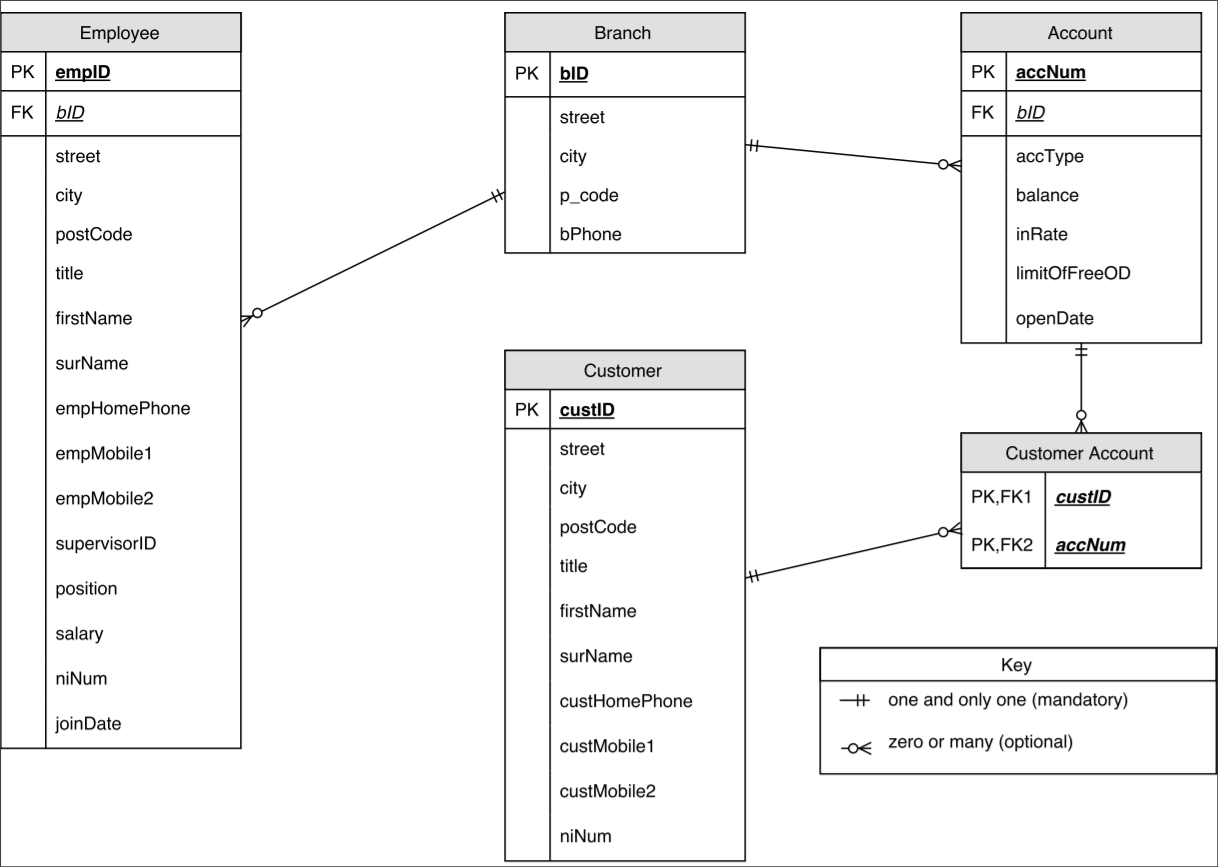 Employee
PK empID
FK bID
street
city
postCode
title
firstName
surName
empHomePhone
empMobile1
empMobile2
supervisorID
position
salary
niNum
joinDate
Branch
PK bID
street
city
p_code
bPhone
Account
PK accNum
FK bID
accType
balance
inRate
limitOfFreeOD
openDate
Customer
PK custID
street
city
postCode
title
firstName
surName
custHomePhone
custMobile1
custMobile2
niNum
Customer Account
PK,FK1 custID
PK,FK2 accNum
Key
one and only one (mandatory)
zero or many (optional)